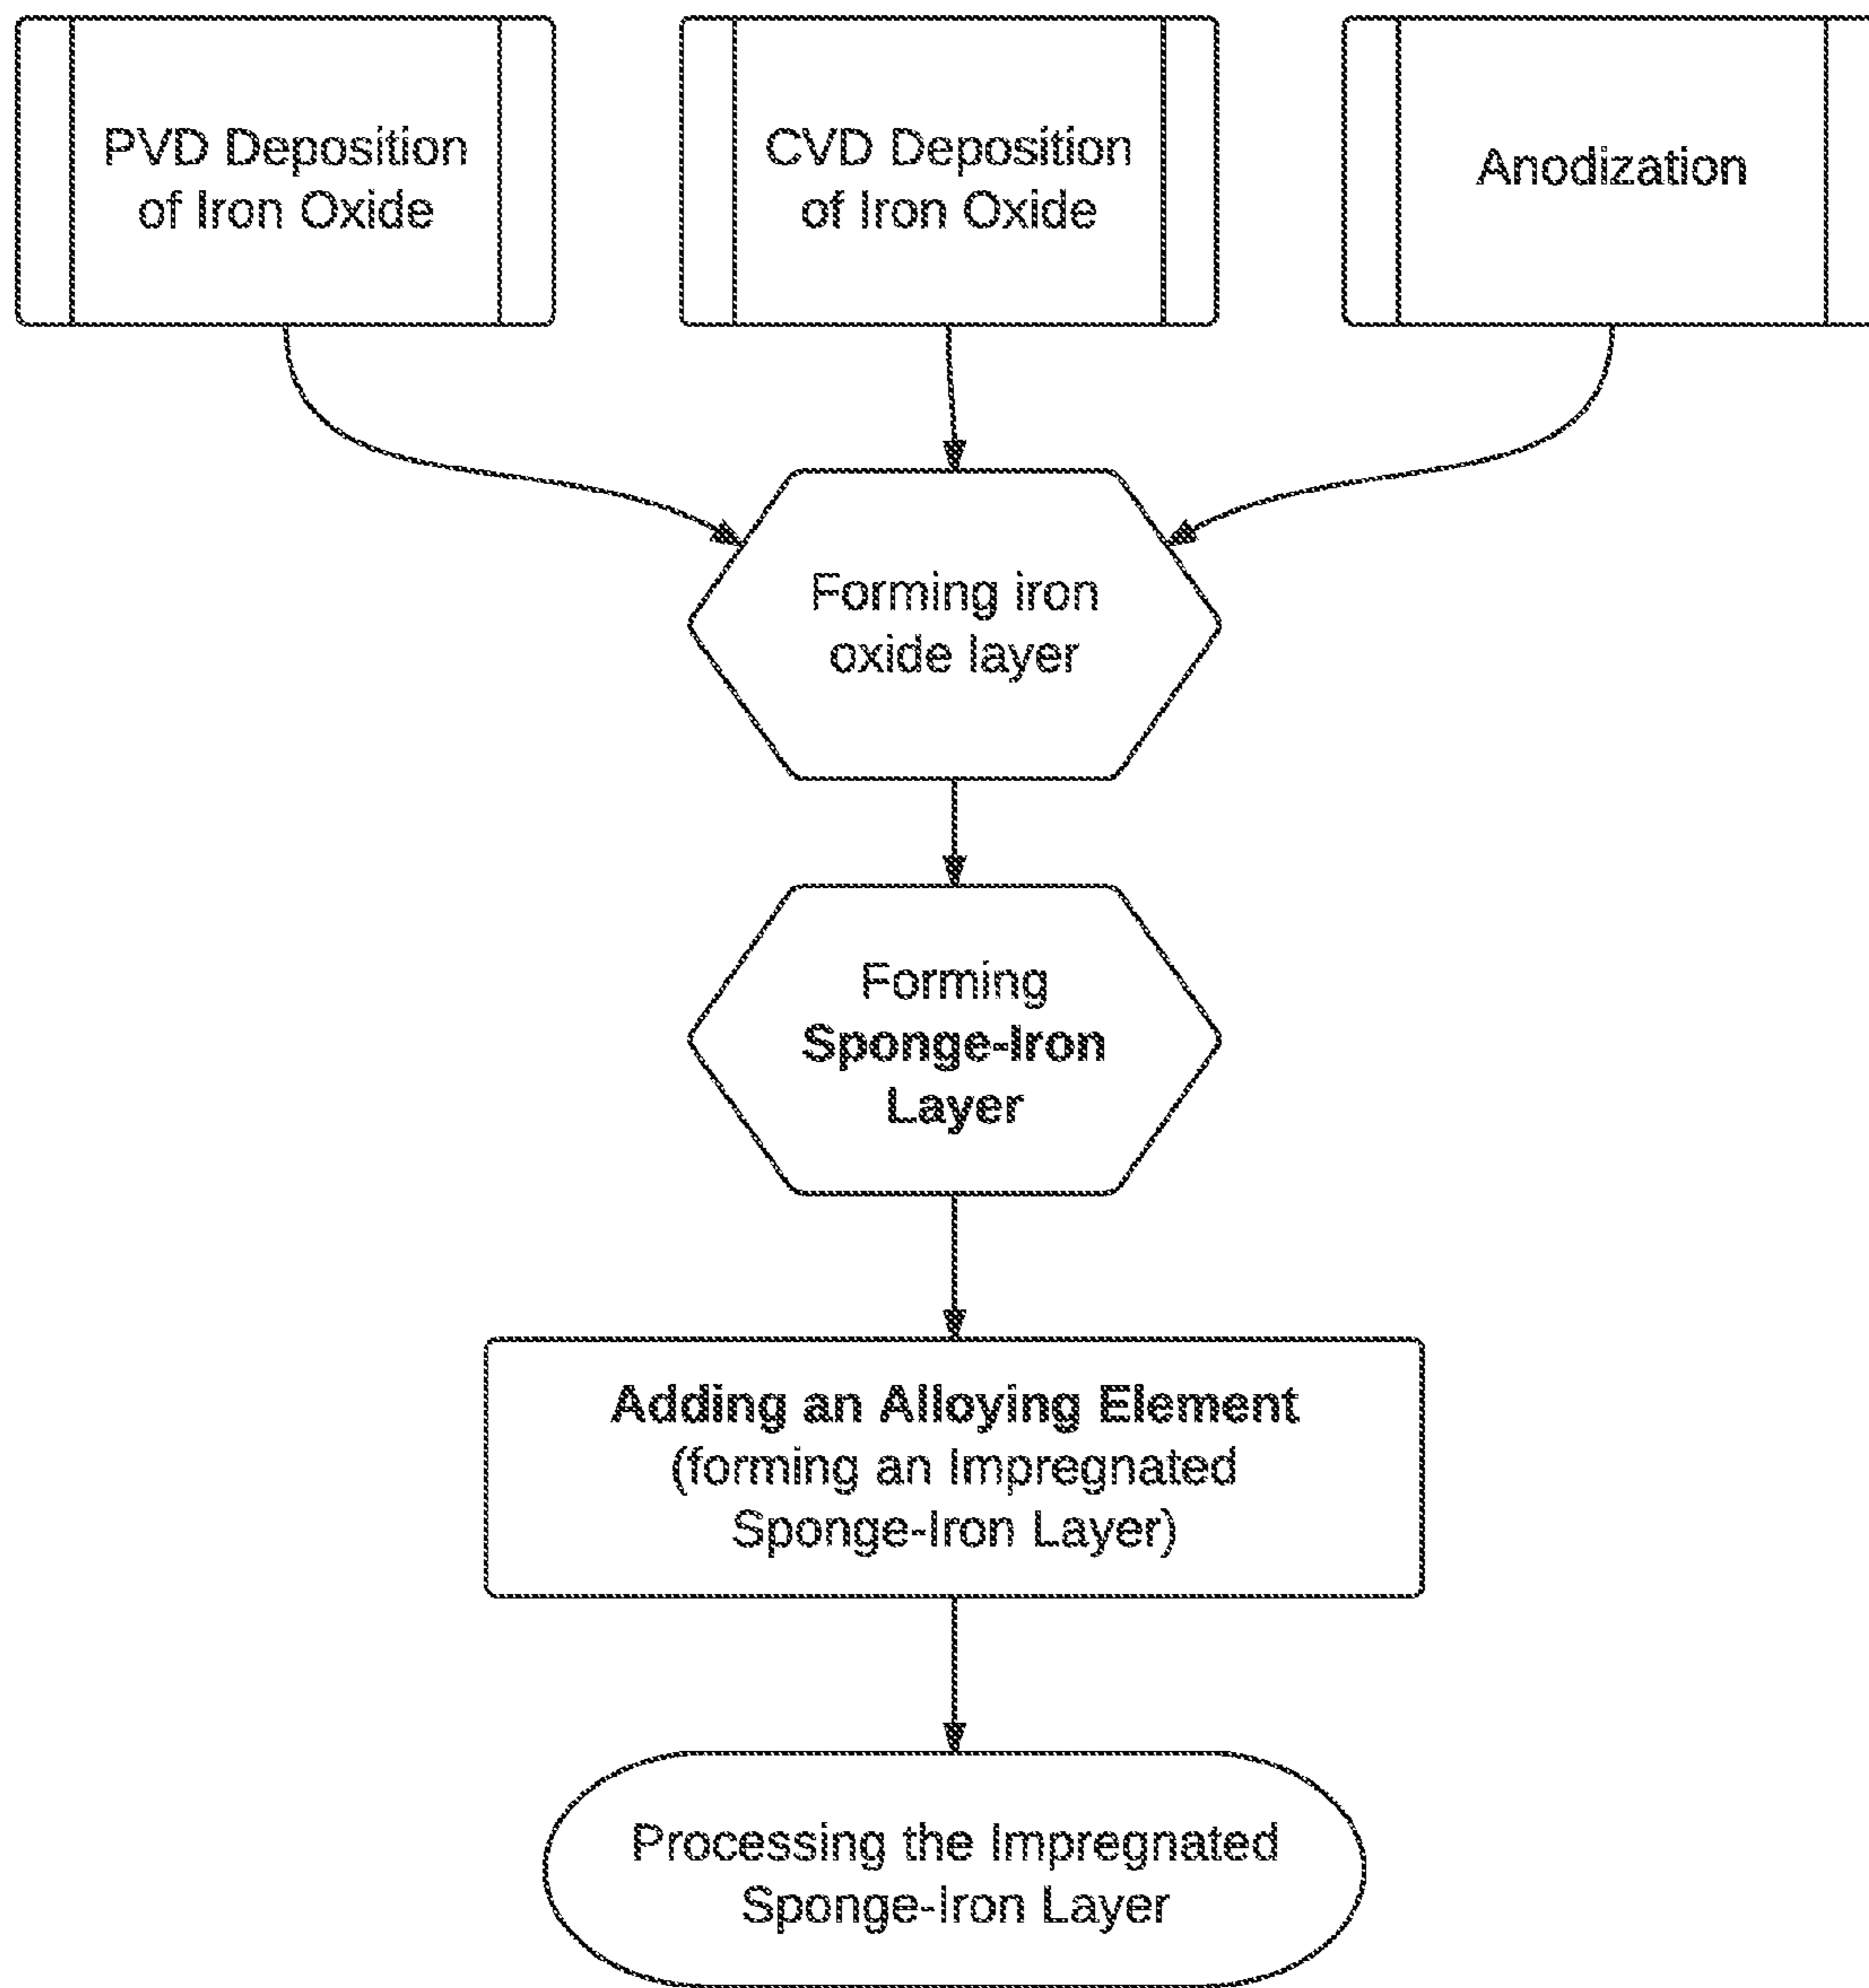 PVD Deposition
of Iron Oxide
CVD Deposition
of Iron Oxide
Anodization
Forming iron
oxide layer
Forming
Sponge-Iron
Layer
Adding an Alloying Element
(forming an Impregnated
Sponge-Iron Layer)
Processing the Impregnated
Sponge-Iron Layer